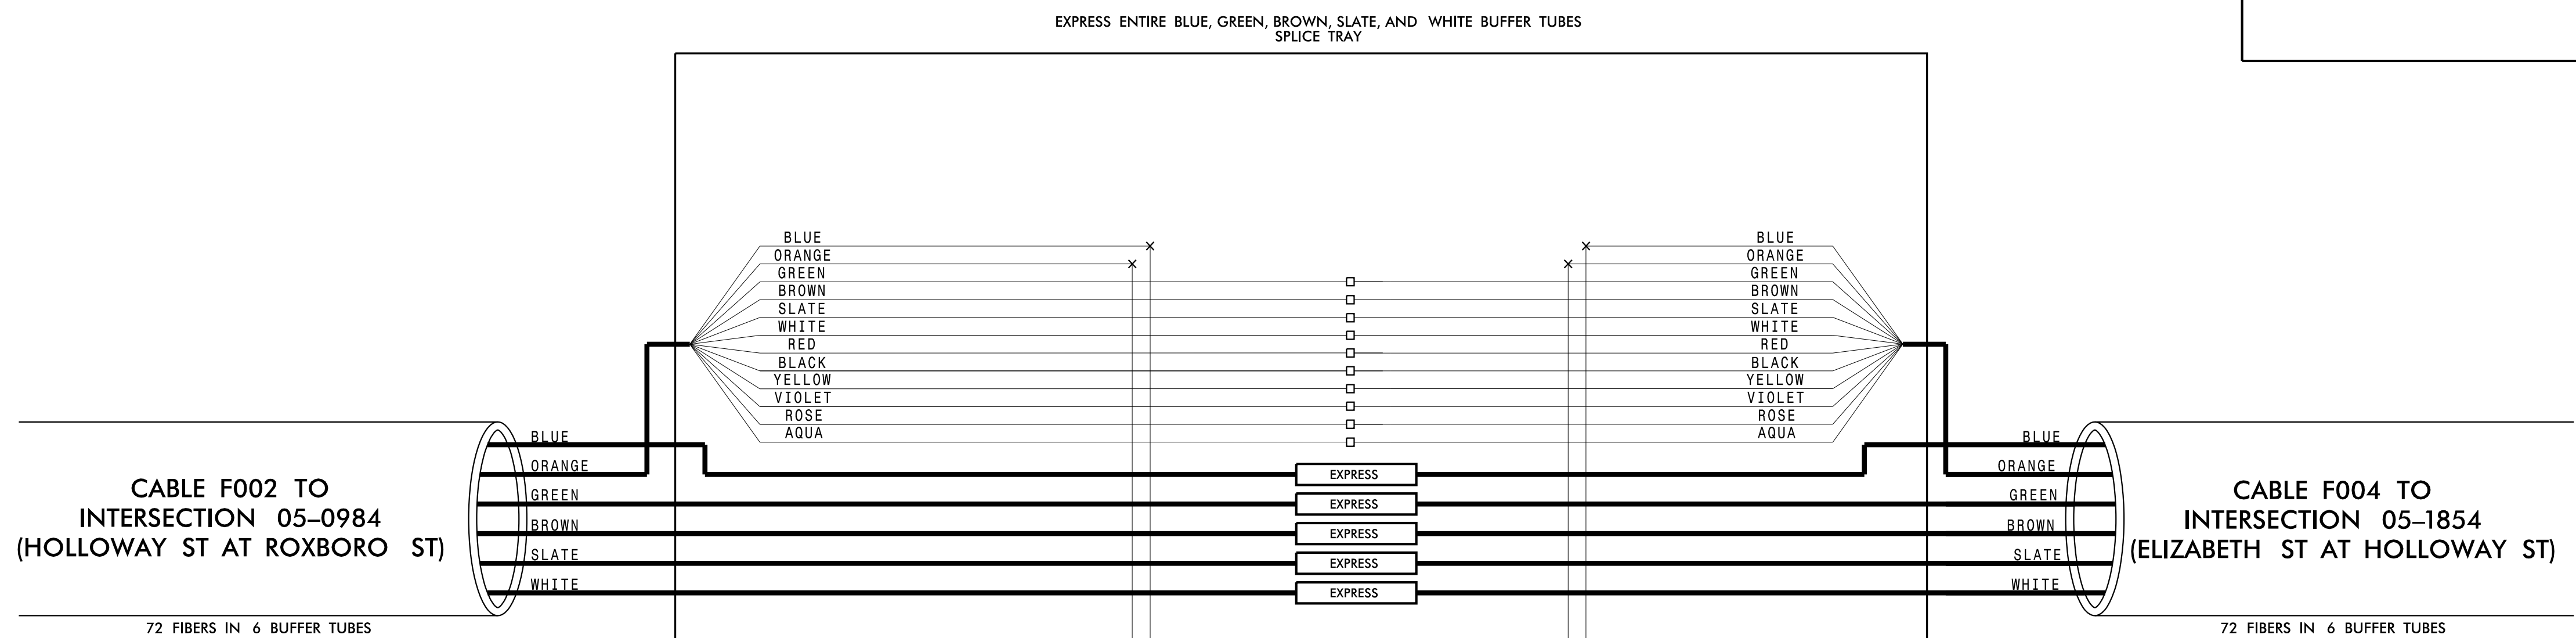 EXPRESS ENTIRE BLUE, GREEN, BROWN, SLATE, AND WHITE BUFFER TUBES
SPLICE TRAY
BLUE
ORANGE
GREEN
BROWN
SLATE
WHITE
RED
BLACK
YELLOW
VIOLET
ROSE
AQUA
BLUE
ORANGE
GREEN
BROWN
SLATE
WHITE
RED
BLACK
YELLOW
VIOLET
ROSE
AQUA
BLUE
ORANGE
GREEN
BROWN
SLATE
WHITE
CABLE F002 TO
INTERSECTION 05–0984
(HOLLOWAY ST AT ROXBORO ST)
72 FIBERS IN 6 BUFFER TUBES
EXPRESS
EXPRESS
EXPRESS
EXPRESS
EXPRESS
BLUE
ORANGE
GREEN
BROWN
SLATE
WHITE
CABLE F004 TO
INTERSECTION 05–1854
(ELIZABETH ST AT HOLLOWAY ST)
72 FIBERS IN 6 BUFFER TUBES